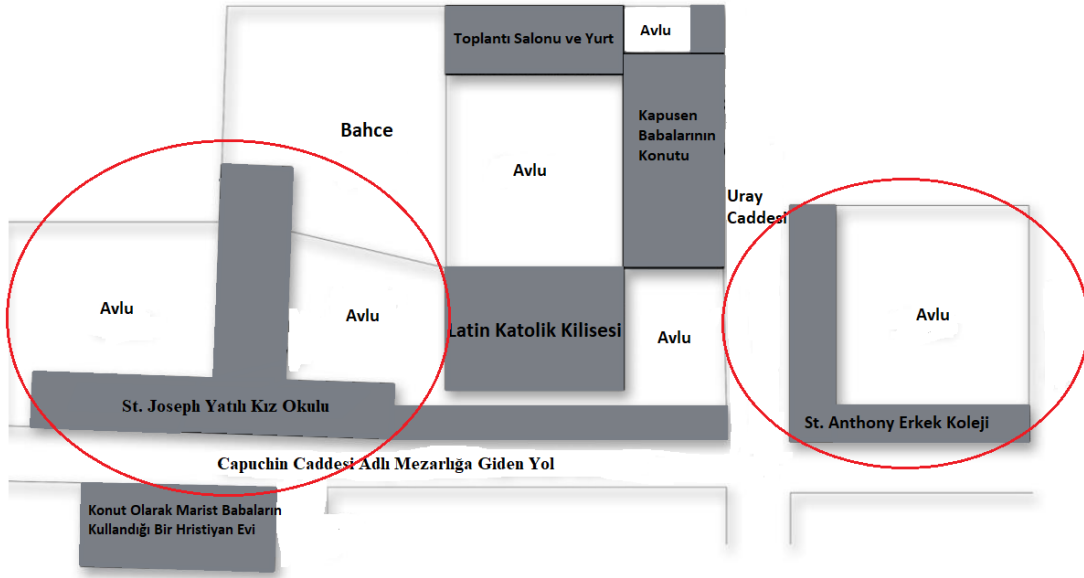 Toplantı Salonu ve Yurt
Avlu
Kapusen
Babalarının
Konutu
Bahce
Avlu
Uray
Caddesi
Avlu
Avlu
Latin Katolik Kilisesi
Avlu
Avlu
St. Joseph Yatılı Kız Okulu
St. Anthony Erkek Koleji
Capuchin Caddesi Adlı Mezarlığa Giden Yol
Konut Olarak Marist Babaların
Kullandığı Bir Hristiyan Evi